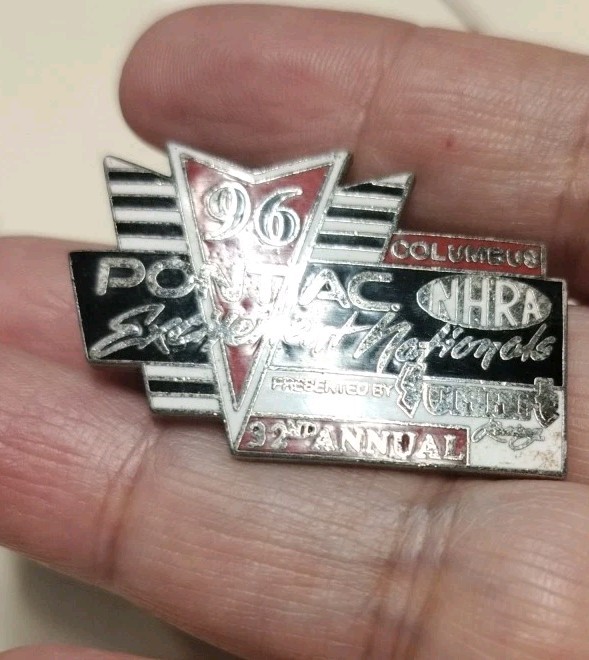 96
COLUMBUS
PONTIAC
NHRA
Excitement Nationals
PRESENTED BY
32ND ANNUAL